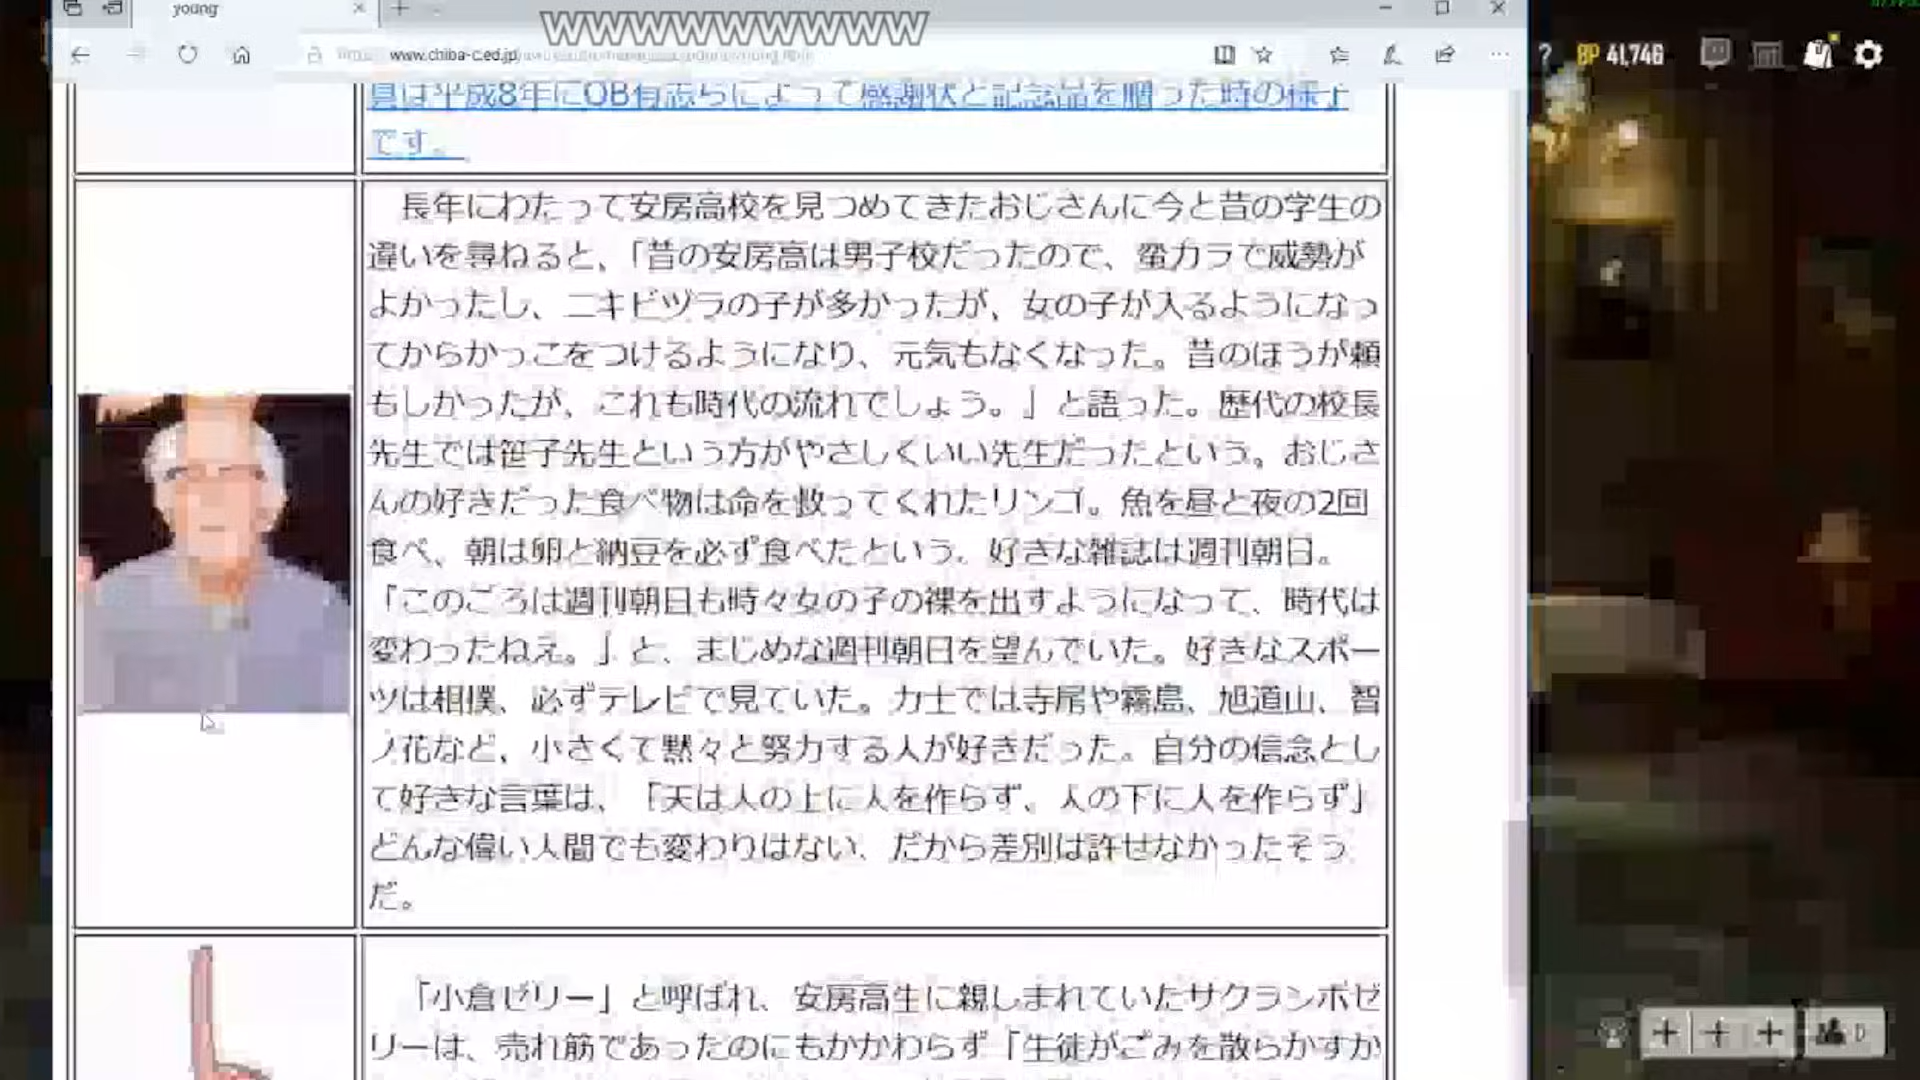 young
WWWWWWWWWW
www.chiba-c.ed.jp
? BP 41,746
具は平成8年にOB有志らによって感謝状と記念品を贈った時の様子
です。
長年にわたって安房高校を見つめてきたおじさんに今と昔の学生の
違いを尋ねると、「昔の安房高は男子校だったので、蛮カラで威勢が
よかったし、ニキビヅラの子が多かったが、女の子が入るようになっ
てからかっこをつけるようになり、元気もなくなった。昔のほうが頼
もしかったが、これも時代の流れでしょう。」と語った。歴代の校長
先生では笹子先生という方がやさしくいい先生だったという。おじさ
んの好きだった食べ物は命を救ってくれたリンゴ。魚を昼と夜の2回
食べ、朝は卵と納豆を必ず食べたという。好きな雑誌は週刊朝日。
「このごろは週刊朝日も時々女の子の裸を出すようになって、時代は
変わったねえ。」と、まじめな週刊朝日を望んでいた。好きなスポー
ツは相撲、必ずテレビで見ていた。力士では寺尾や霧島、旭道山、智
ノ花など、小さくて黙々と努力する人が好きだった。自分の信念とし
て好きな言葉は、「天は人の上に人を作らず、人の下に人を作らず」
どんな偉い人間でも変わりはない、だから差別は許せなかったそう
だ。
「小倉ゼリー」と呼ばれ、安房高生に親しまれていたサクランボゼ
リーは、売れ筋であったのにもかかわらず「生徒がごみを散らかすか